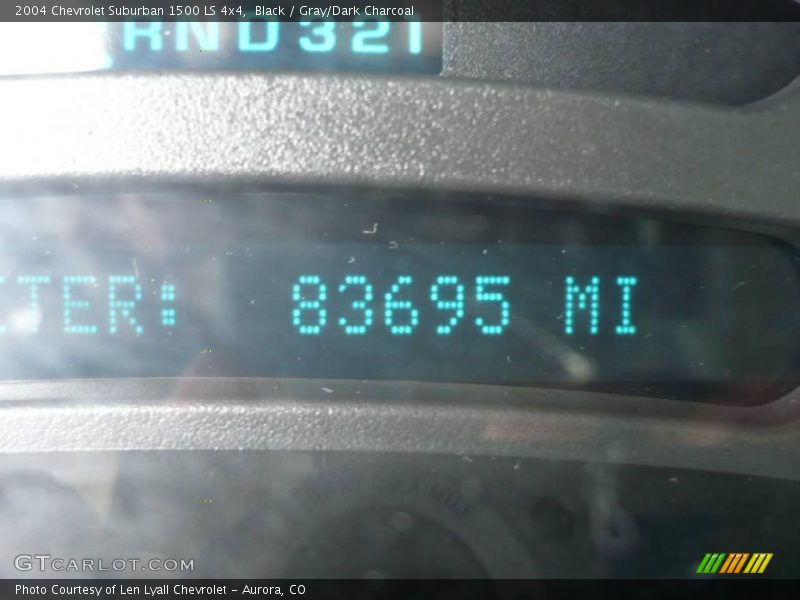 2004 Chevrolet Suburban 1500 LS 4x4, Black / Gray/Dark Charcoal
RND321
TER: 83695 MI
GTCARLOT.COM
Photo Courtesy of Len Lyall Chevrolet - Aurora, CO